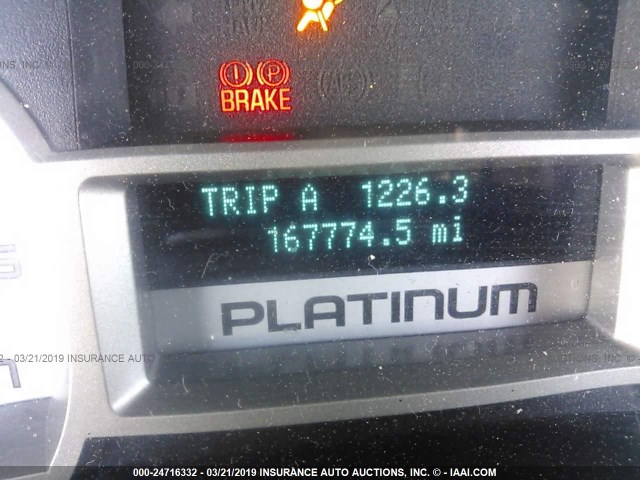 BRAKE
TRIP A 1226.3
167774.5 mi
PLATINUM
2 - 03/21/2019 INSURANCE AUTO
000-24716332 - 03/21/2019 INSURANCE AUTO AUCTIONS, INC. - © - IAAI.COM